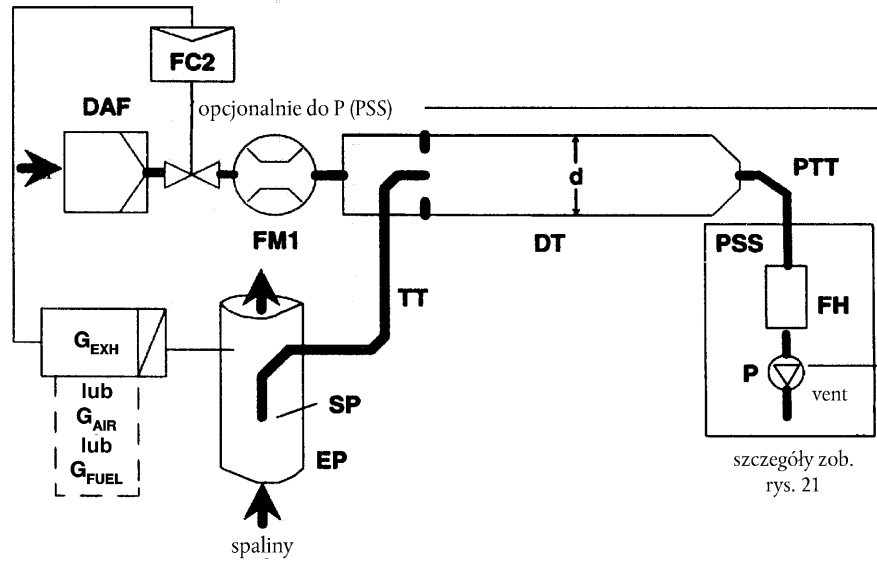 FC2
DAF
opcjonalnie do P (PSS)
d
PTT
FM1
DT
PSS
TT
FH
G_EXH
P
vent
lub
G_AIR
lub
G_FUEL
SP
EP
szczegóły zob.
rys. 21
spaliny